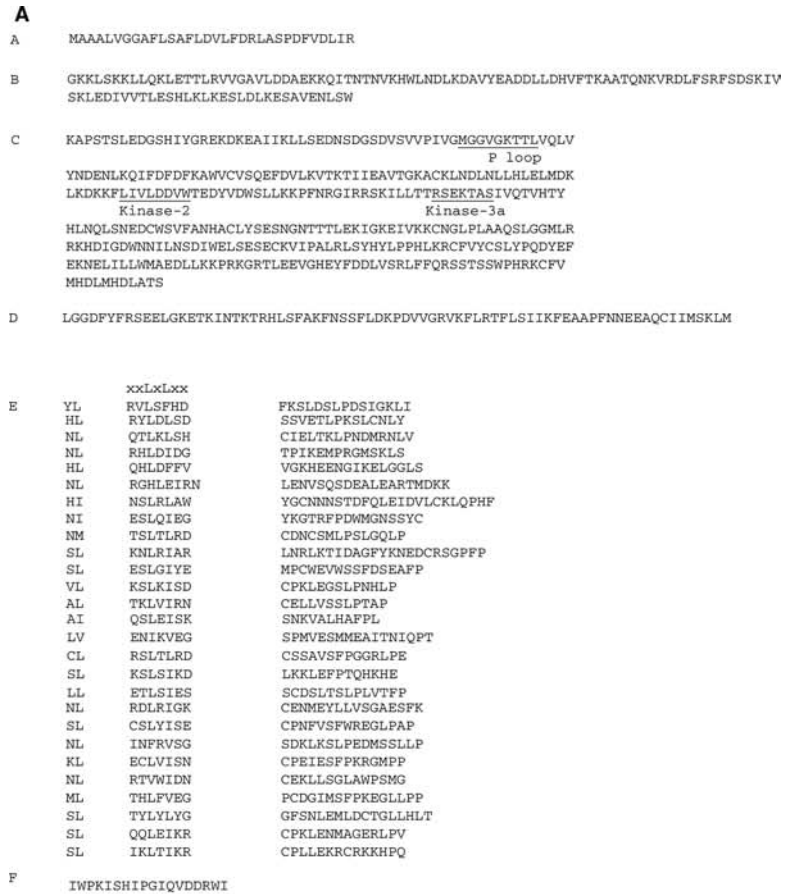 A
A MAAALVGGAFLSAFLDVLFDRLASPDFVDLIR
B GKKLSKKLLQKLETTLRVVGAVLDDAEKKQITNTNVKHWLNDLKDAVYEADDLLDHVFTKAATQNKVRDLFSRFSDSKIV
SKLEDIVVTLESHLKLKESLDLKESAVENLSW
C KAPSTSLEDGSHIYGREKDKEAIIKLLSEDNSDGSDVSVVPIVGMGGVGKTTLVQLV
P loop
YNDENLKQIFDFDFKAWVCVSQEFDVLKVTKTIIEAVTGKACKLNDLNLLHLELMDK
LKDKKFLIVLDDVWTEDYVDWSLLKKPFNRGIRRSKILLTTRSEKTASIVQTVHTY
Kinase-2 Kinase-3a
HLNQLSNEDCWSVFANHACLYSESNGNTTTLEKIGKEIVKKCNGLPLAAQSLGGMLR
RKHDIGDWNNILNSDIWELSESECKVIPALRLSYHYLPPHLKRCFVYCSLYPQDYEF
EKNELILLWMAEDLLKKPRKGRTLEEVGHEYFDDLVSRLFFQRSSTSSWPHRKCFV
MHDLMHDLATS
D LGGDFYFRSEELGKETKINTKTRHLSFAKFNSSFLDKPDVVGRVKFLRTFLSIIKFEAAPFNNEEAQCIIMSKLM
xxLxLxx
E YL RVLSFHD FKSLDSLPDSIGKLI
HL RYLDLSD SSVETLPKSLCNLY
NL QTLKLSH CIELTKLPNDMRNLV
NL RHLDIDG TPIKEMPRGMSKLS
HL QHLDFFV VGKHEENGIKELGGLS
NL RGHLEIRN LENVSQSDEALEARTMDKK
HI NSLRLAW YGCNNNSTDFQLEIDVLCKLQPHF
NI ESLQIEG YKGTRFPDWMGNSSYC
NM TSLTLRD CDNCSMLPSLGQLP
SL KNLRIAR LNRLKTIDAGFYKNEDCRSGPFP
SL ESLGIYE MPCWEVWSSFDSEAFP
VL KSLKISD CPKLEGSLPNHLP
AL TKLVIRN CELLVSSLPTAP
AI QSLEISK SNKVALHAFPL
LV ENIKVEG SPMVESMMEAITNIQPT
CL RSLTLRD CSSAVSFPGGRLPE
SL KSLSIKD LKKLEFPTQHKHE
LL ETLSIES SCDSLTSLPLVTFP
NL RDLRIGK CENMEYLLVSGAESFK
SL CSLYISE CPNFVSFWREGLPAP
NL INFRVSG SDKLKSLPEDMSSLLP
KL ECLVISN CPEIESFPKRGMPP
NL RTVWIDN CEKLLSGLAWPSMG
ML THLFVEG PCDGIMSFPKEGLLPP
SL TYLYLYG GFSNLEMLDCTGLLHLT
SL QQLEIKR CPKLENMAGERLPV
SL IKLTIKR CPLLEKRCRKKHPQ
F IWPKISHIPGIQVDDRWI